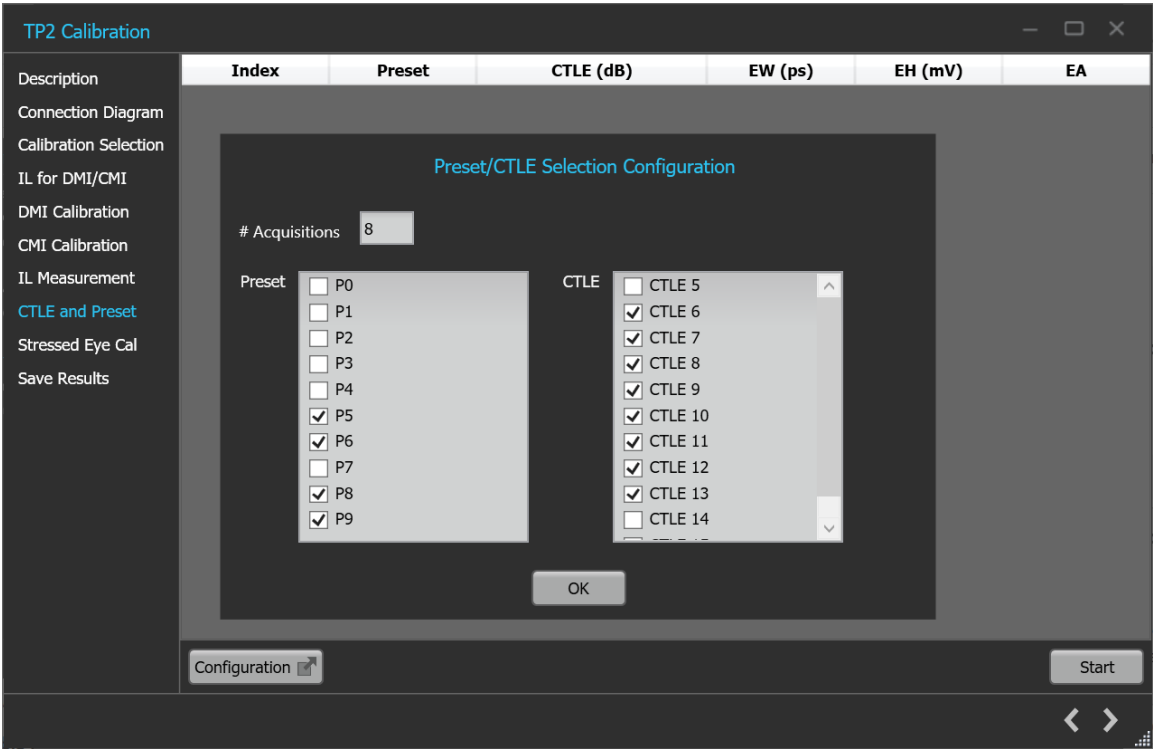 TP2 Calibration
Description
Connection Diagram
Calibration Selection
IL for DMI/CMI
DMI Calibration
CMI Calibration
IL Measurement
CTLE and Preset
Stressed Eye Cal
Save Results
Index Preset CTLE (dB) EW (ps) EH (mV) EA
Preset/CTLE Selection Configuration
# Acquisitions 8
Preset
P0
P1
P2
P3
P4
P5
P6
P7
P8
P9
CTLE
CTLE 5
CTLE 6
CTLE 7
CTLE 8
CTLE 9
CTLE 10
CTLE 11
CTLE 12
CTLE 13
CTLE 14
OK
Configuration
Start